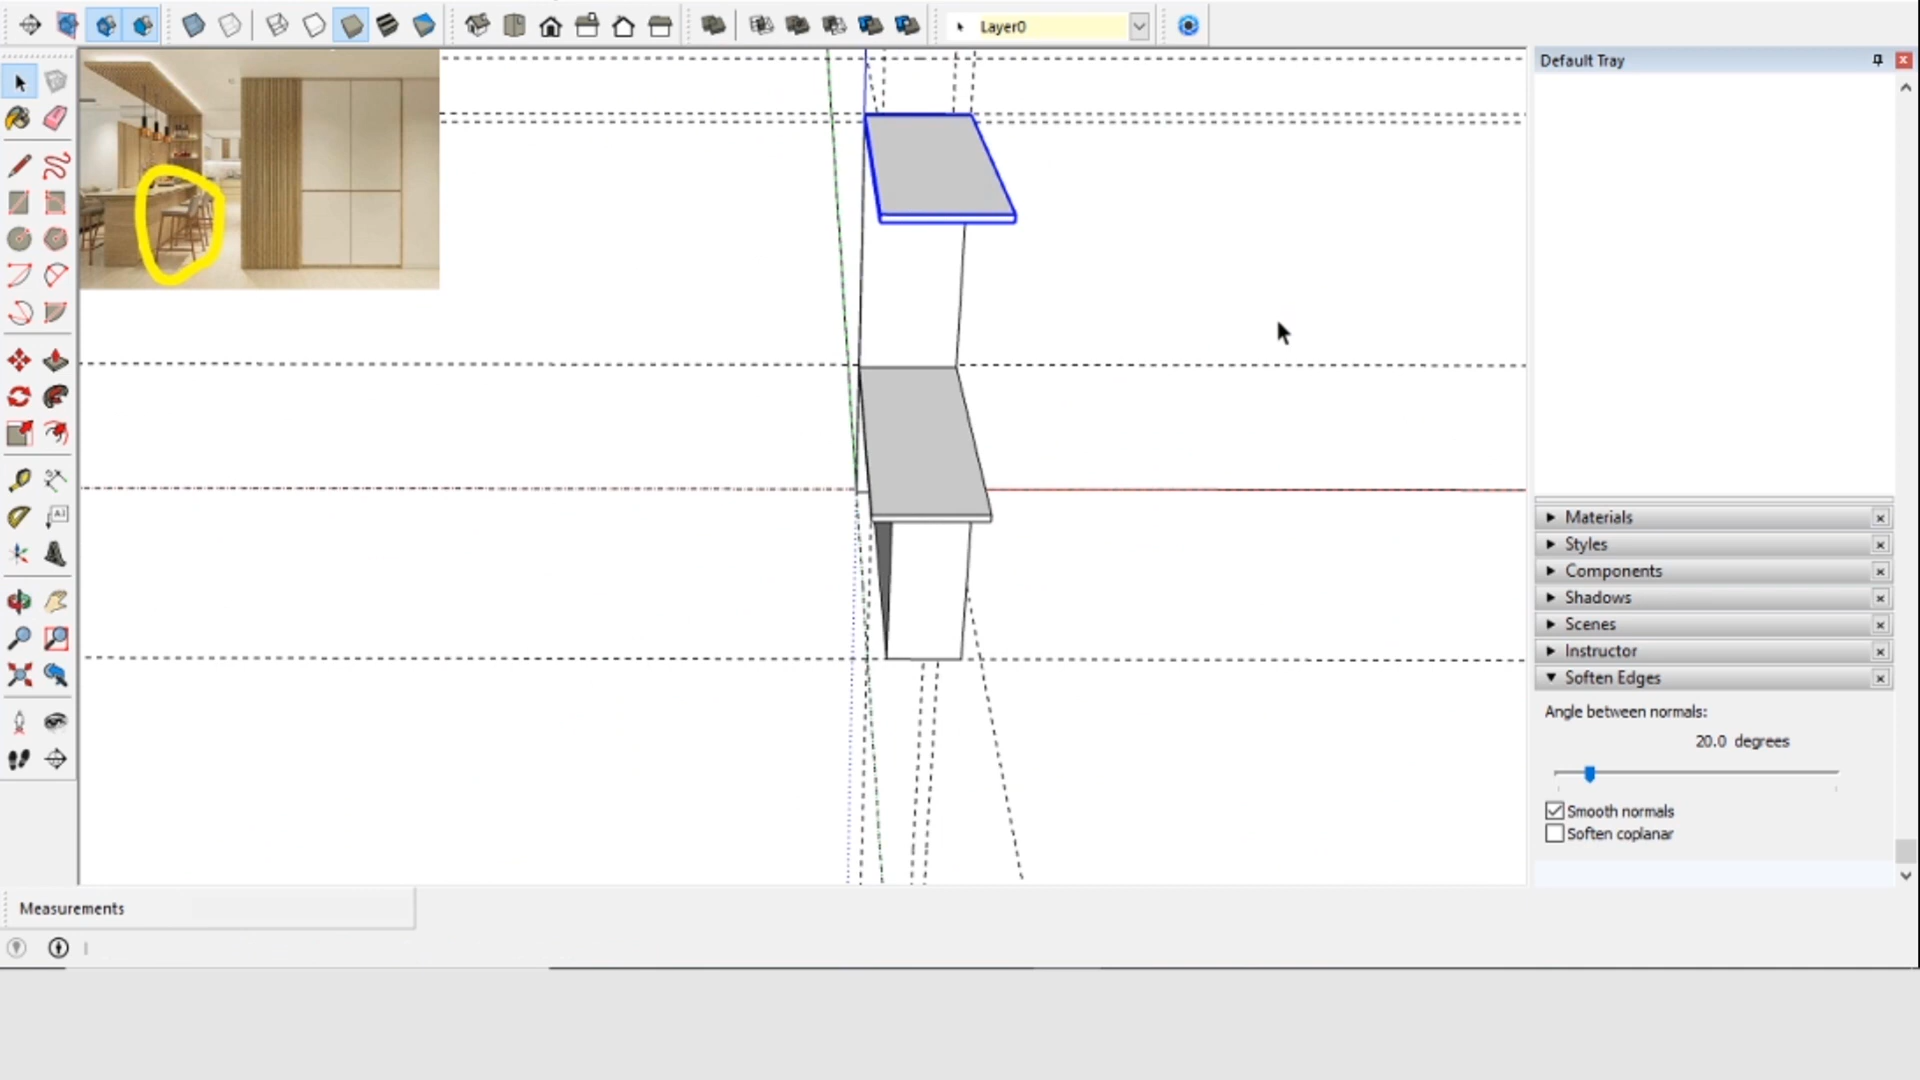 Layer0
Default Tray
A1
Materials
Styles
Components
Shadows
Scenes
Instructor
Soften Edges
Angle between normals:
20.0 degrees
Smooth normals
Soften coplanar
Measurements